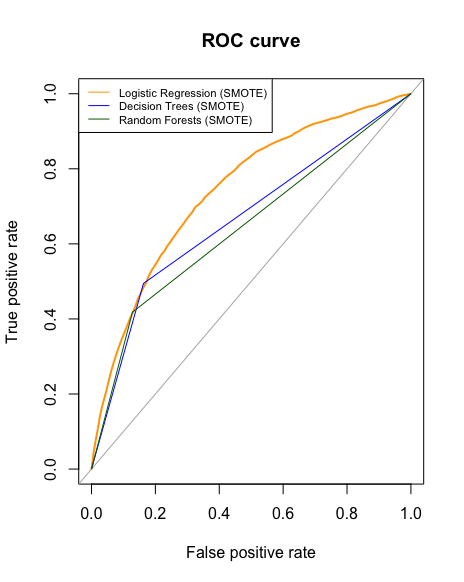 ROC curve
Logistic Regression (SMOTE)
Decision Trees (SMOTE)
Random Forests (SMOTE)
True positive rate
1.0
0.8
0.6
0.4
0.2
0.0
0.0 0.2 0.4 0.6 0.8 1.0
False positive rate